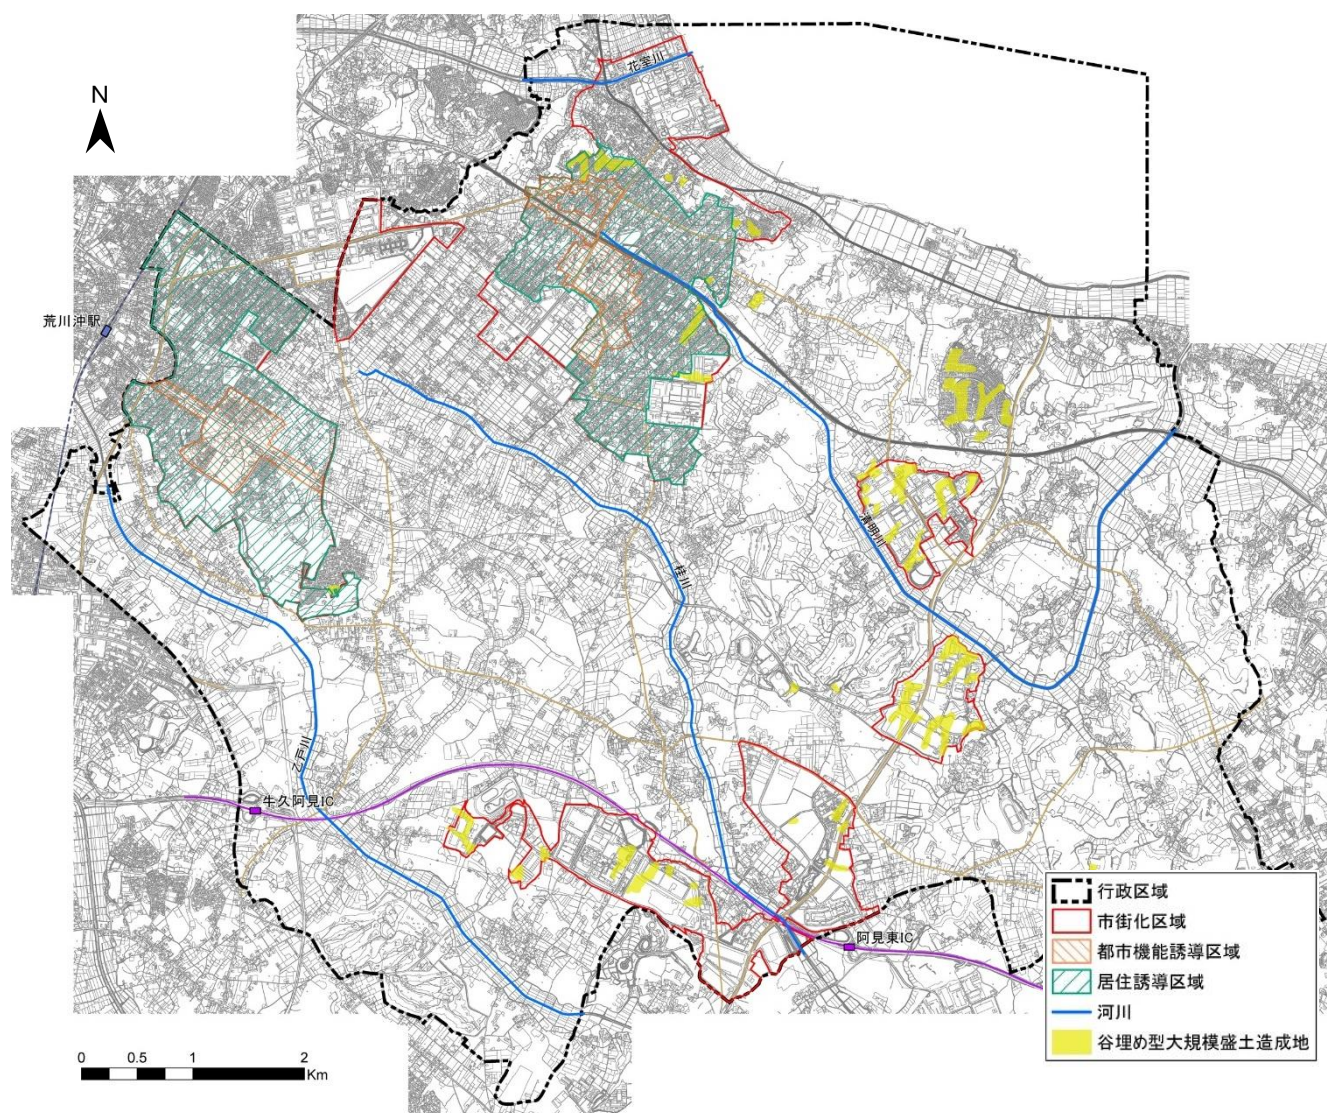 花室川
N
荒川沖駅
清明川
桂川
乙戸川
牛久阿見IC
阿見東IC
行政区域
市街化区域
都市機能誘導区域
居住誘導区域
河川
谷埋め型大規模盛土造成地
0 0.5 1 2
Km